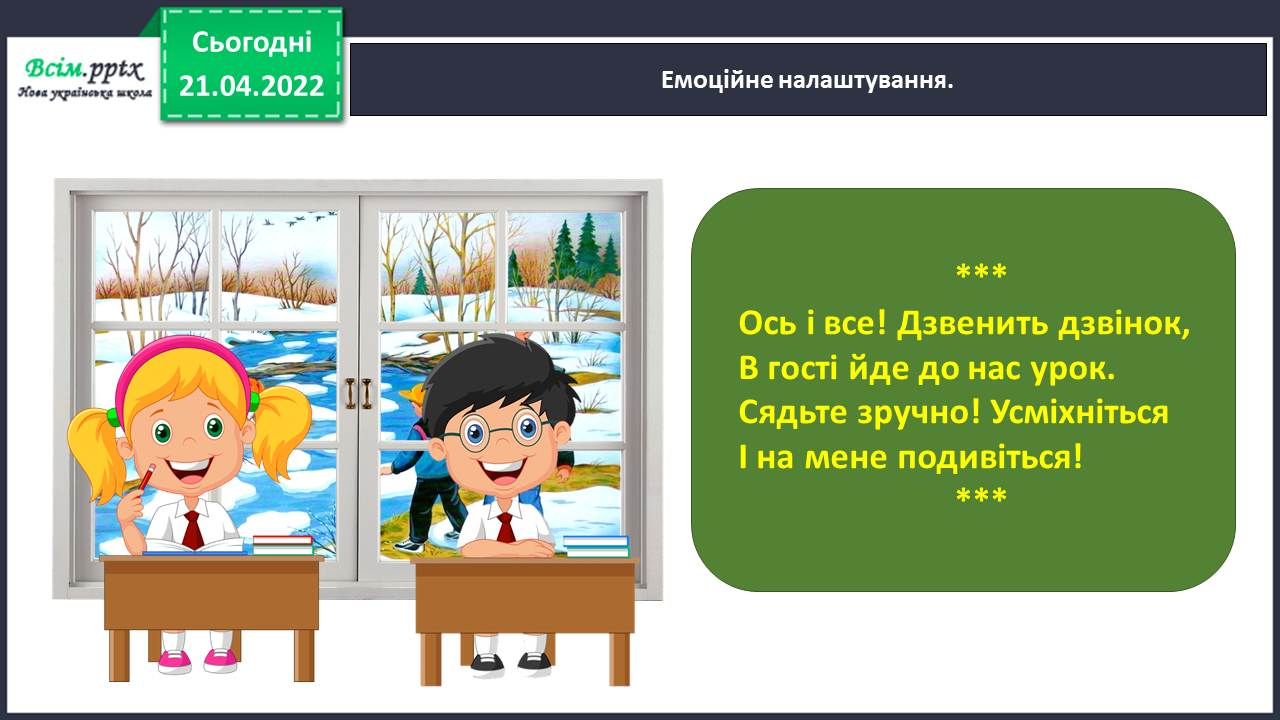 Всім.pptx
Нова українська школа
Сьогодні
21.04.2022
Емоційне налаштування.
***
Ось і все! Дзвенить дзвінок,
В гості йде до нас урок.
Сядьте зручно! Усміхніться
І на мене подивіться!
***